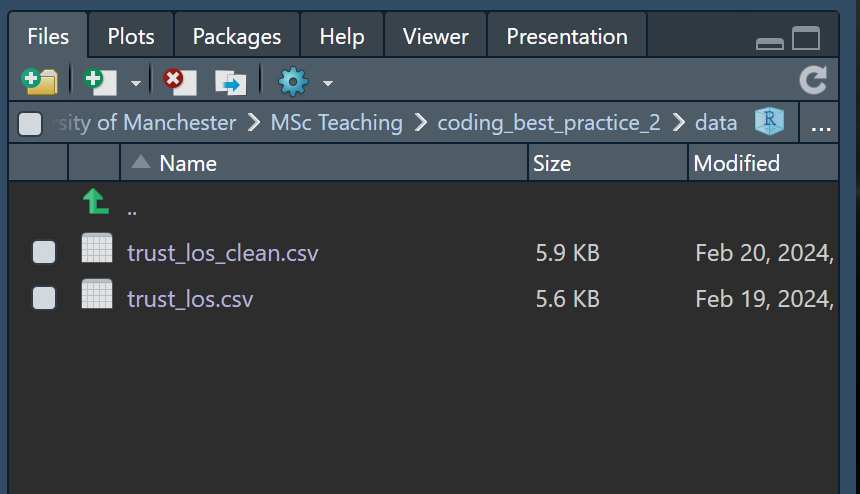 Files Plots Packages Help Viewer Presentation
sity of Manchester MSc Teaching coding_best_practice_2 data R ...
Name Size Modified
..
trust_los_clean.csv 5.9 KB Feb 20, 2024,
trust_los.csv 5.6 KB Feb 19, 2024,